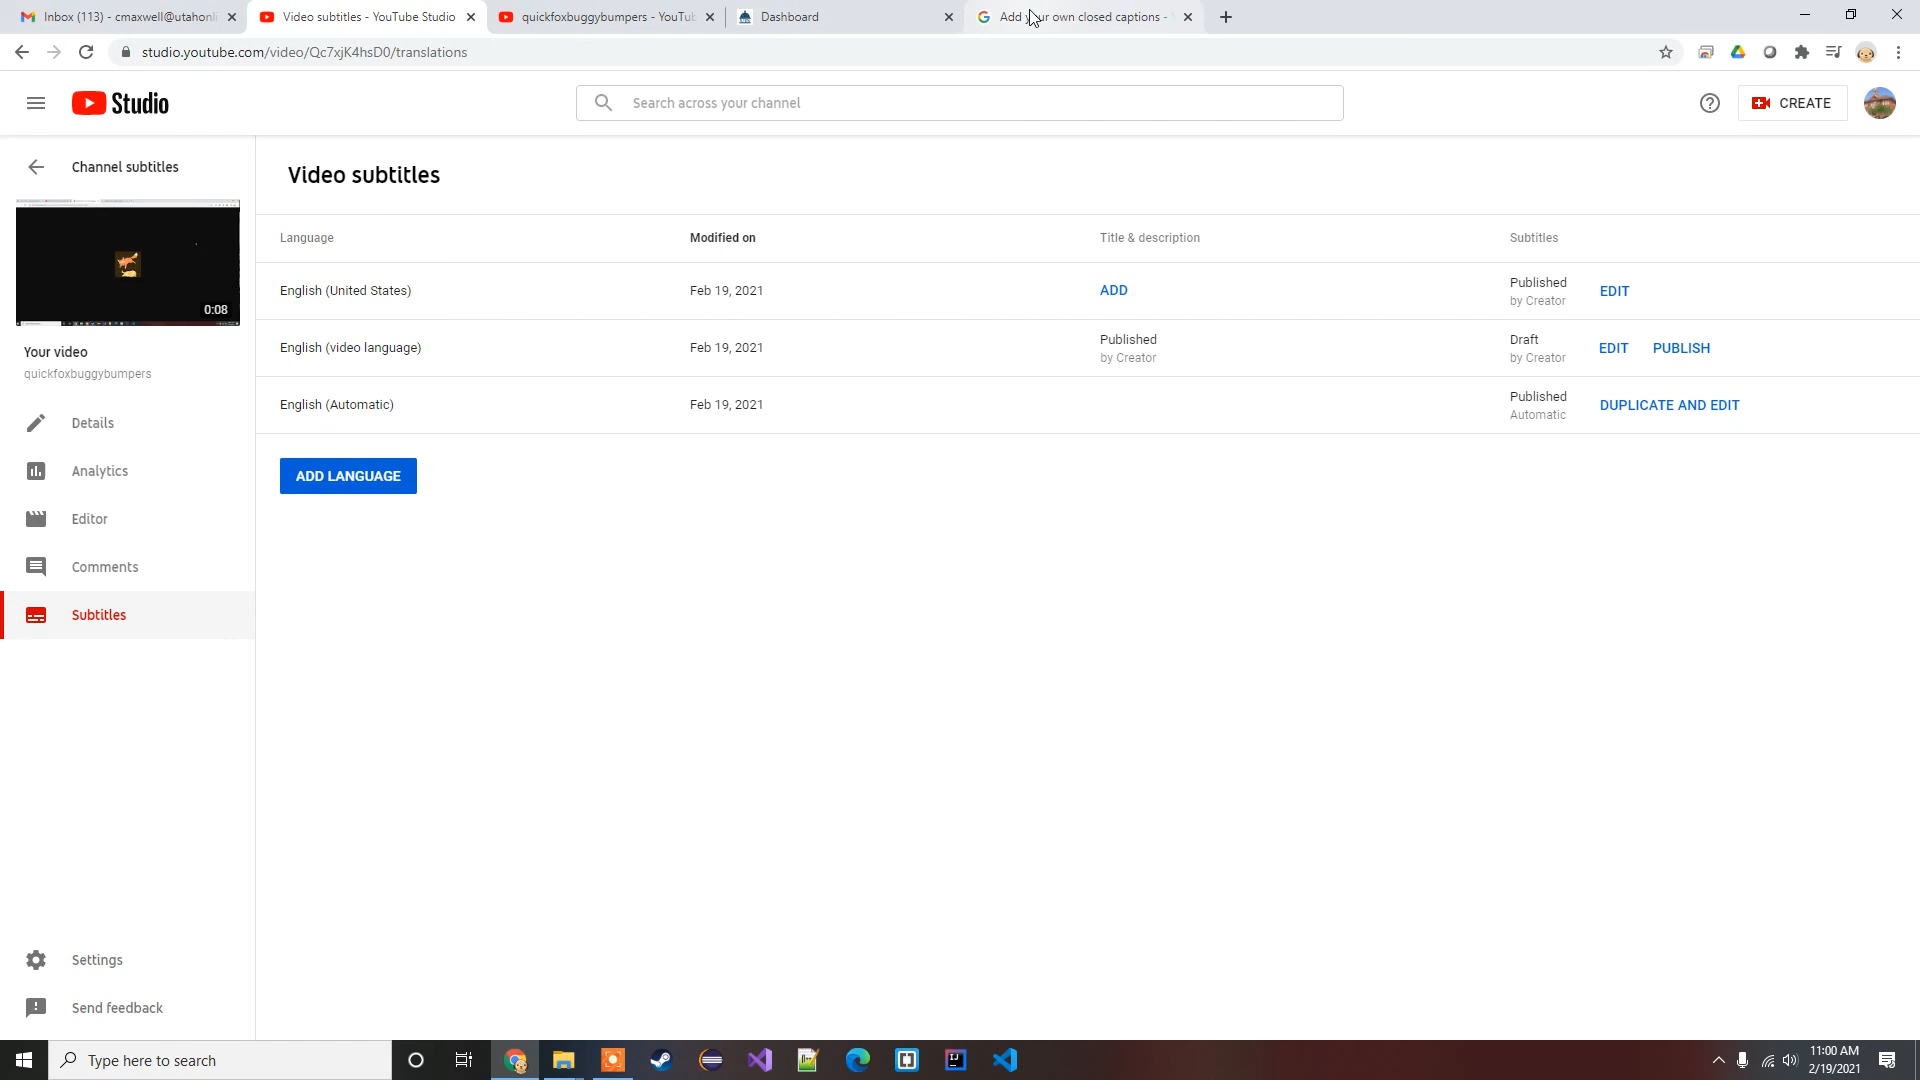 Inbox (113) - cmaxwell@utahonli
Video subtitles - YouTube Studio
quickfoxbuggybumpers - YouTub
Dashboard
Add your own closed captions -
studio.youtube.com/video/Qc7xjK4hsD0/translations
Studio
Search across your channel
CREATE
Channel subtitles
0:08
Your video
quickfoxbuggybumpers
Details
Analytics
Editor
Comments
Subtitles
Settings
Send feedback
Video subtitles
Language Modified on Title & description Subtitles
English (United States) Feb 19, 2021 ADD Published EDIT
by Creator
English (video language) Feb 19, 2021 Published Draft EDIT PUBLISH
by Creator by Creator
English (Automatic) Feb 19, 2021 Published DUPLICATE AND EDIT
Automatic
ADD LANGUAGE
Type here to search
11:00 AM
2/19/2021